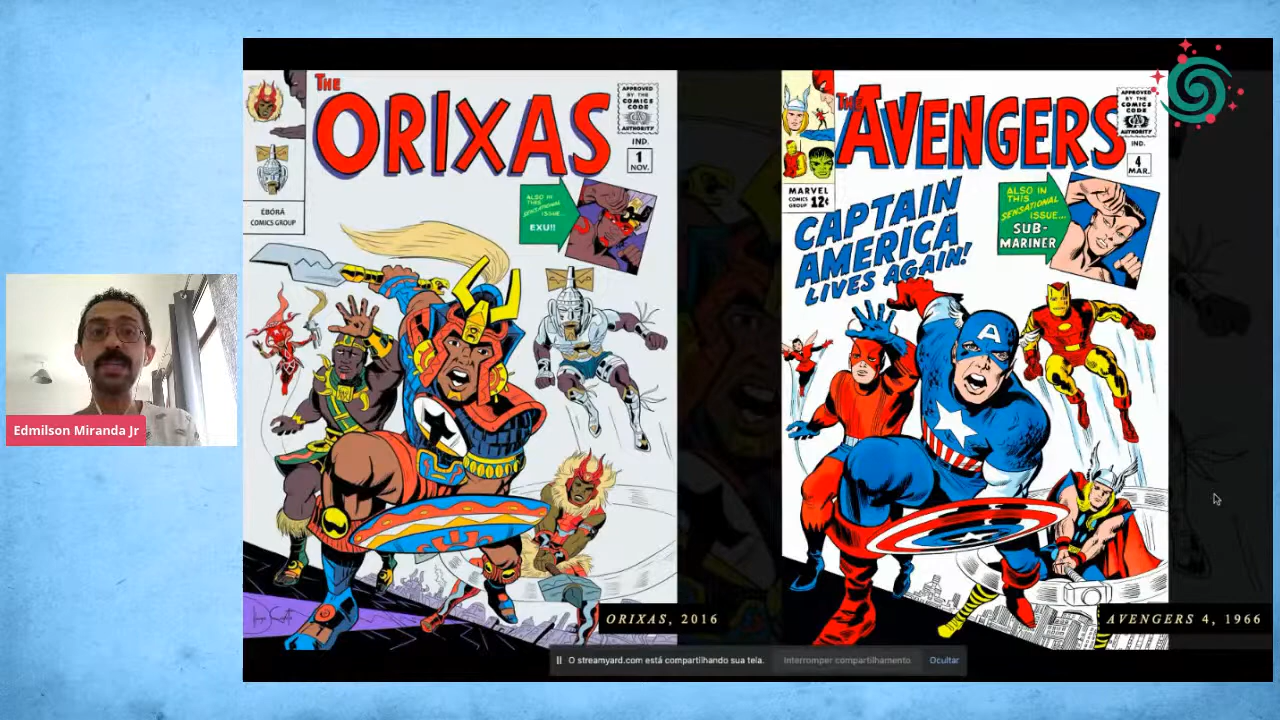 THE
ORIXAS
APPROVED
BY THE
COMICS
CODE
AUTHORITY
IND.
1
NOV.
ÉBÓRÁ
COMICS GROUP
ALSO IN
THIS
SENSATIONAL
ISSUE...
EXU!!
ORIXAS, 2016
THE
AVENGERS
APPROVED
BY THE
COMICS
CODE
AUTHORITY
IND.
4
MAR.
MARVEL
COMICS
GROUP 12¢
CAPTAIN
AMERICA
LIVES AGAIN!
ALSO IN
THIS
SENSATIONAL
ISSUE...
SUB-
MARINER
A
AVENGERS 4, 1966
Edmilson Miranda Jr
O streamyard.com está compartilhando sua tela.
Interromper compartilhamento.
Ocultar